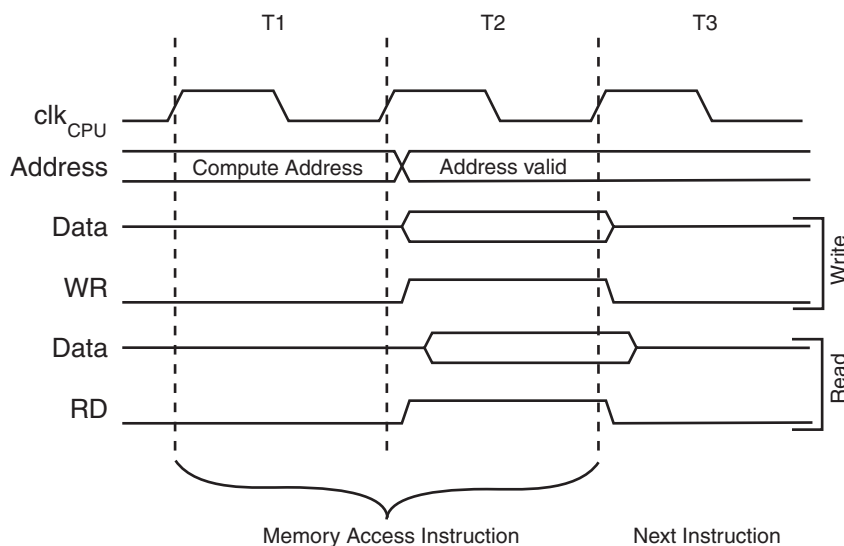 T1 T2 T3
clkCPU
Address Compute Address Address valid
Data
WR
Write
Data
RD
Read
Memory Access Instruction Next Instruction